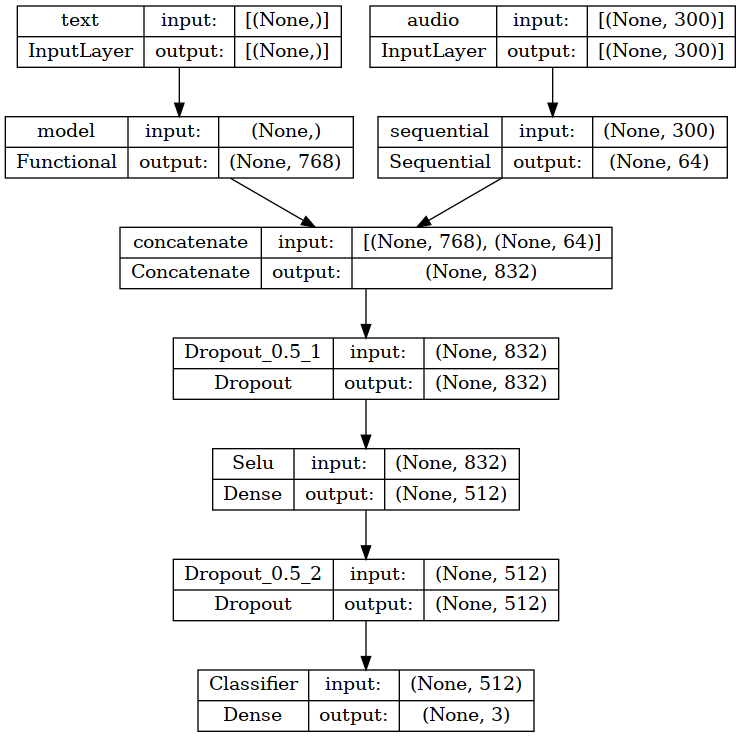 text input: [(None,)]
InputLayer output: [(None,)]
audio input: [(None, 300)]
InputLayer output: [(None, 300)]
model input: (None,)
Functional output: (None, 768)
sequential input: (None, 300)
Sequential output: (None, 64)
concatenate input: [(None, 768), (None, 64)]
Concatenate output: (None, 832)
Dropout_0.5_1 input: (None, 832)
Dropout output: (None, 832)
Selu input: (None, 832)
Dense output: (None, 512)
Dropout_0.5_2 input: (None, 512)
Dropout output: (None, 512)
Classifier input: (None, 512)
Dense output: (None, 3)